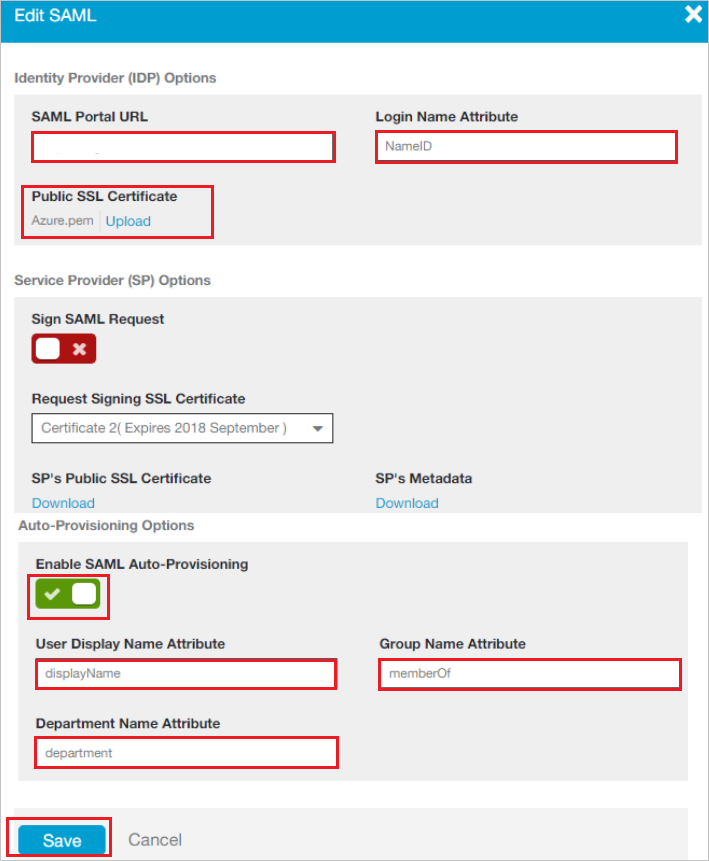 Edit SAML
Identity Provider (IDP) Options
SAML Portal URL
Login Name Attribute
NameID
Public SSL Certificate
Azure.pem Upload
Service Provider (SP) Options
Sign SAML Request
Request Signing SSL Certificate
Certificate 2( Expires 2018 September )
SP's Public SSL Certificate
SP's Metadata
Download
Download
Auto-Provisioning Options
Enable SAML Auto-Provisioning
User Display Name Attribute
Group Name Attribute
displayName
memberOf
Department Name Attribute
department
Save
Cancel